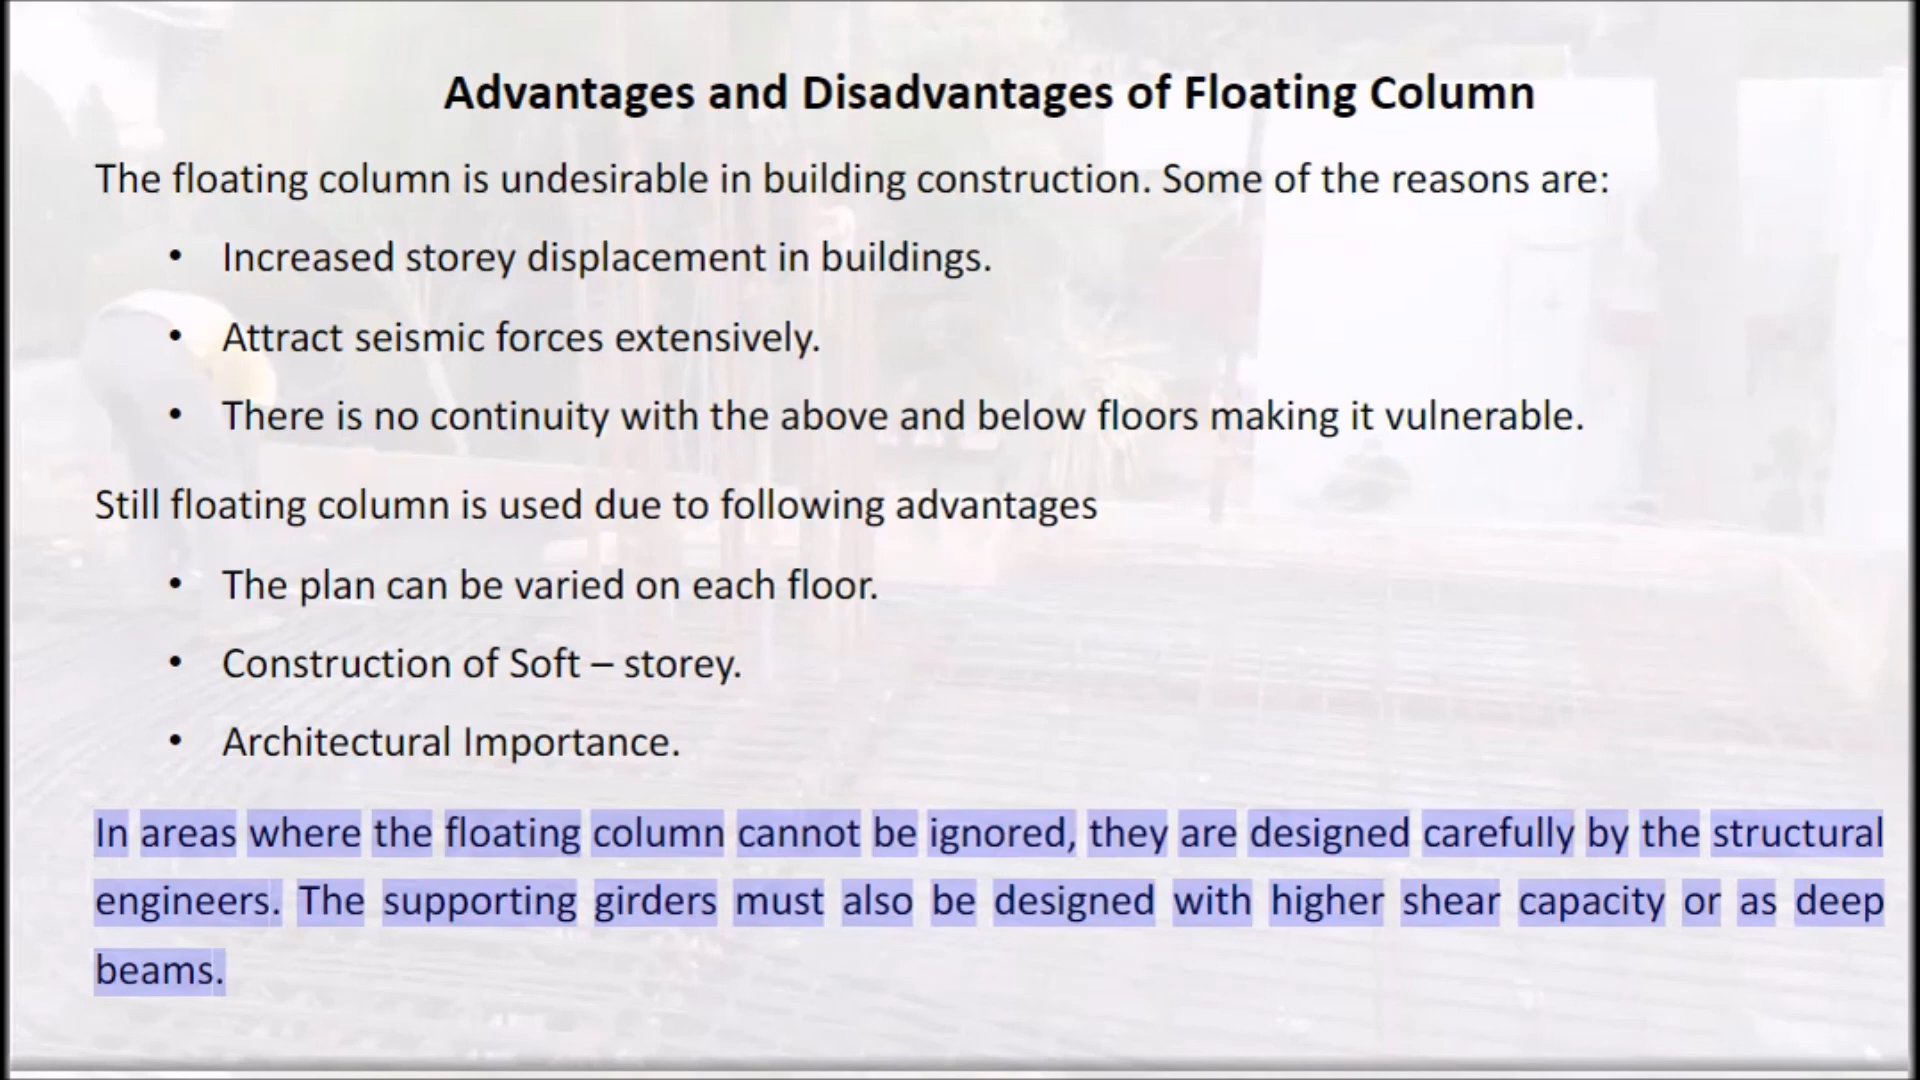 Advantages and Disadvantages of Floating Column
The floating column is undesirable in building construction. Some of the reasons are:
• Increased storey displacement in buildings.
• Attract seismic forces extensively.
• There is no continuity with the above and below floors making it vulnerable.
Still floating column is used due to following advantages
• The plan can be varied on each floor.
• Construction of Soft – storey.
• Architectural Importance.
In areas where the floating column cannot be ignored, they are designed carefully by the structural
engineers. The supporting girders must also be designed with higher shear capacity or as deep
beams.